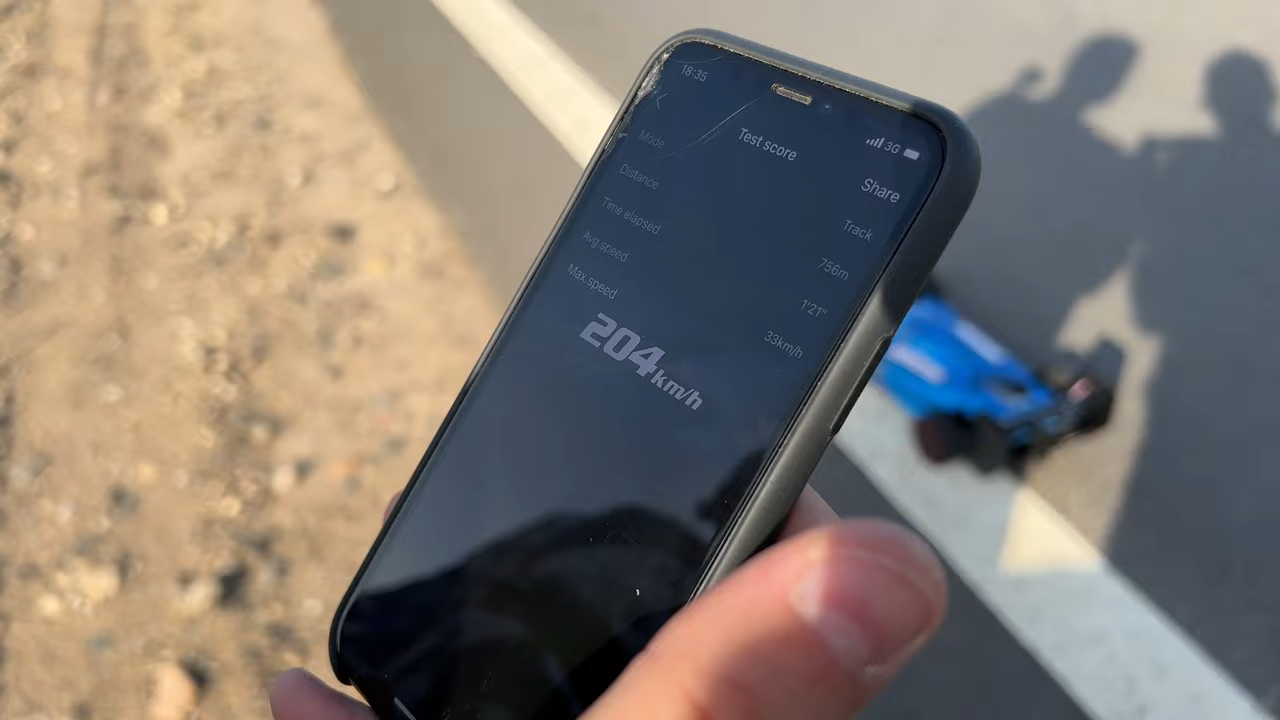 18:35
3G
Test score
Share
Mode Track
Distance 756m
Time elapsed 1'21"
Avg.speed 33km/h
Max.speed
204km/h